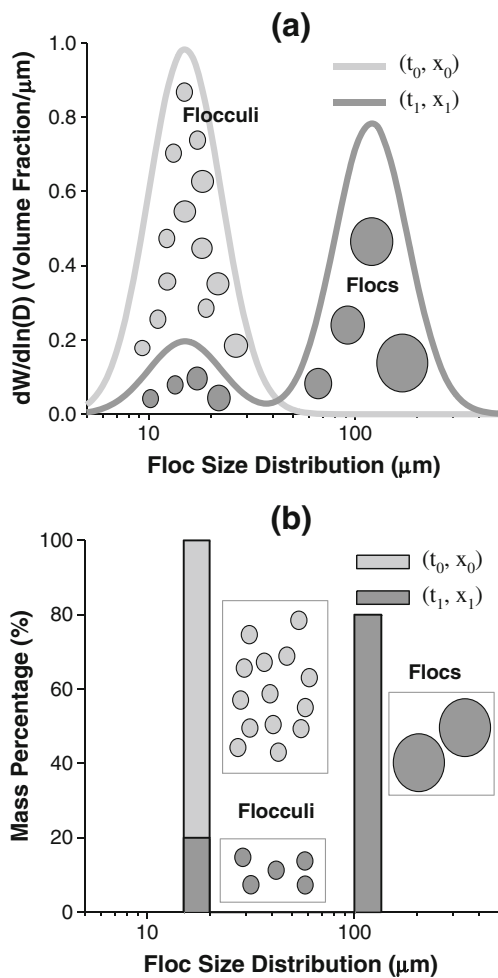 (a)
(t0, x0)
(t1, x1)
Flocculi
Flocs
dW/dln(D) (Volume Fraction/μm)
1.0
0.8
0.6
0.4
0.2
0.0
10
100
Floc Size Distribution (μm)
(b)
(t0, x0)
(t1, x1)
Flocs
Flocculi
Mass Percentage (%)
100
80
60
40
20
0
10
100
Floc Size Distribution (μm)